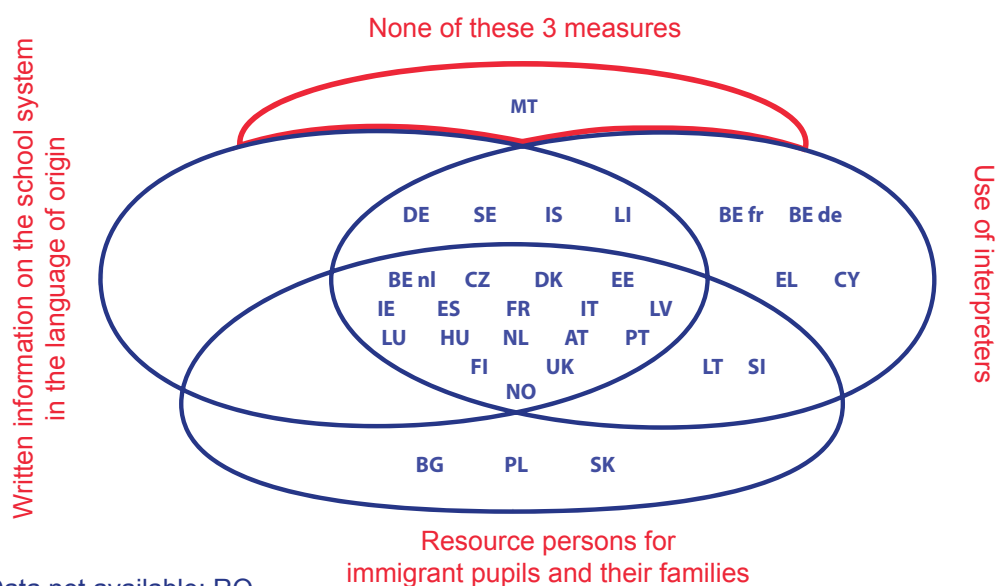 None of these 3 measures
Written information on the school system
in the language of origin
Use of interpreters
MT
DE SE IS LI BE fr BE de
BE nl CZ DK EE EL CY
IE ES FR IT LV
LU HU NL AT PT
FI UK LT SI
NO
BG PL SK
Resource persons for
immigrant pupils and their families
not available: RO